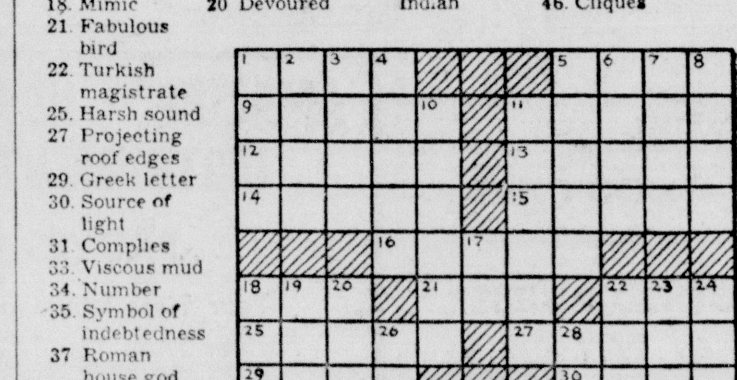 18. Mimic
21. Fabulous
bird
22. Turkish
magistrate
25. Harsh sound
27 Projecting
roof edges
29. Greek letter
30. Source of
light
31. Complies
33. Viscous mud
34. Number
35. Symbol of
indebtedness
37 Roman
house god
20 Devoured
Indian
46. Cliques
1 2 3 4 5 6 7 8
9 10 11
12 13
14 15
16 17
18 19 20 21 22 23 24
25 26 27 28
29 30